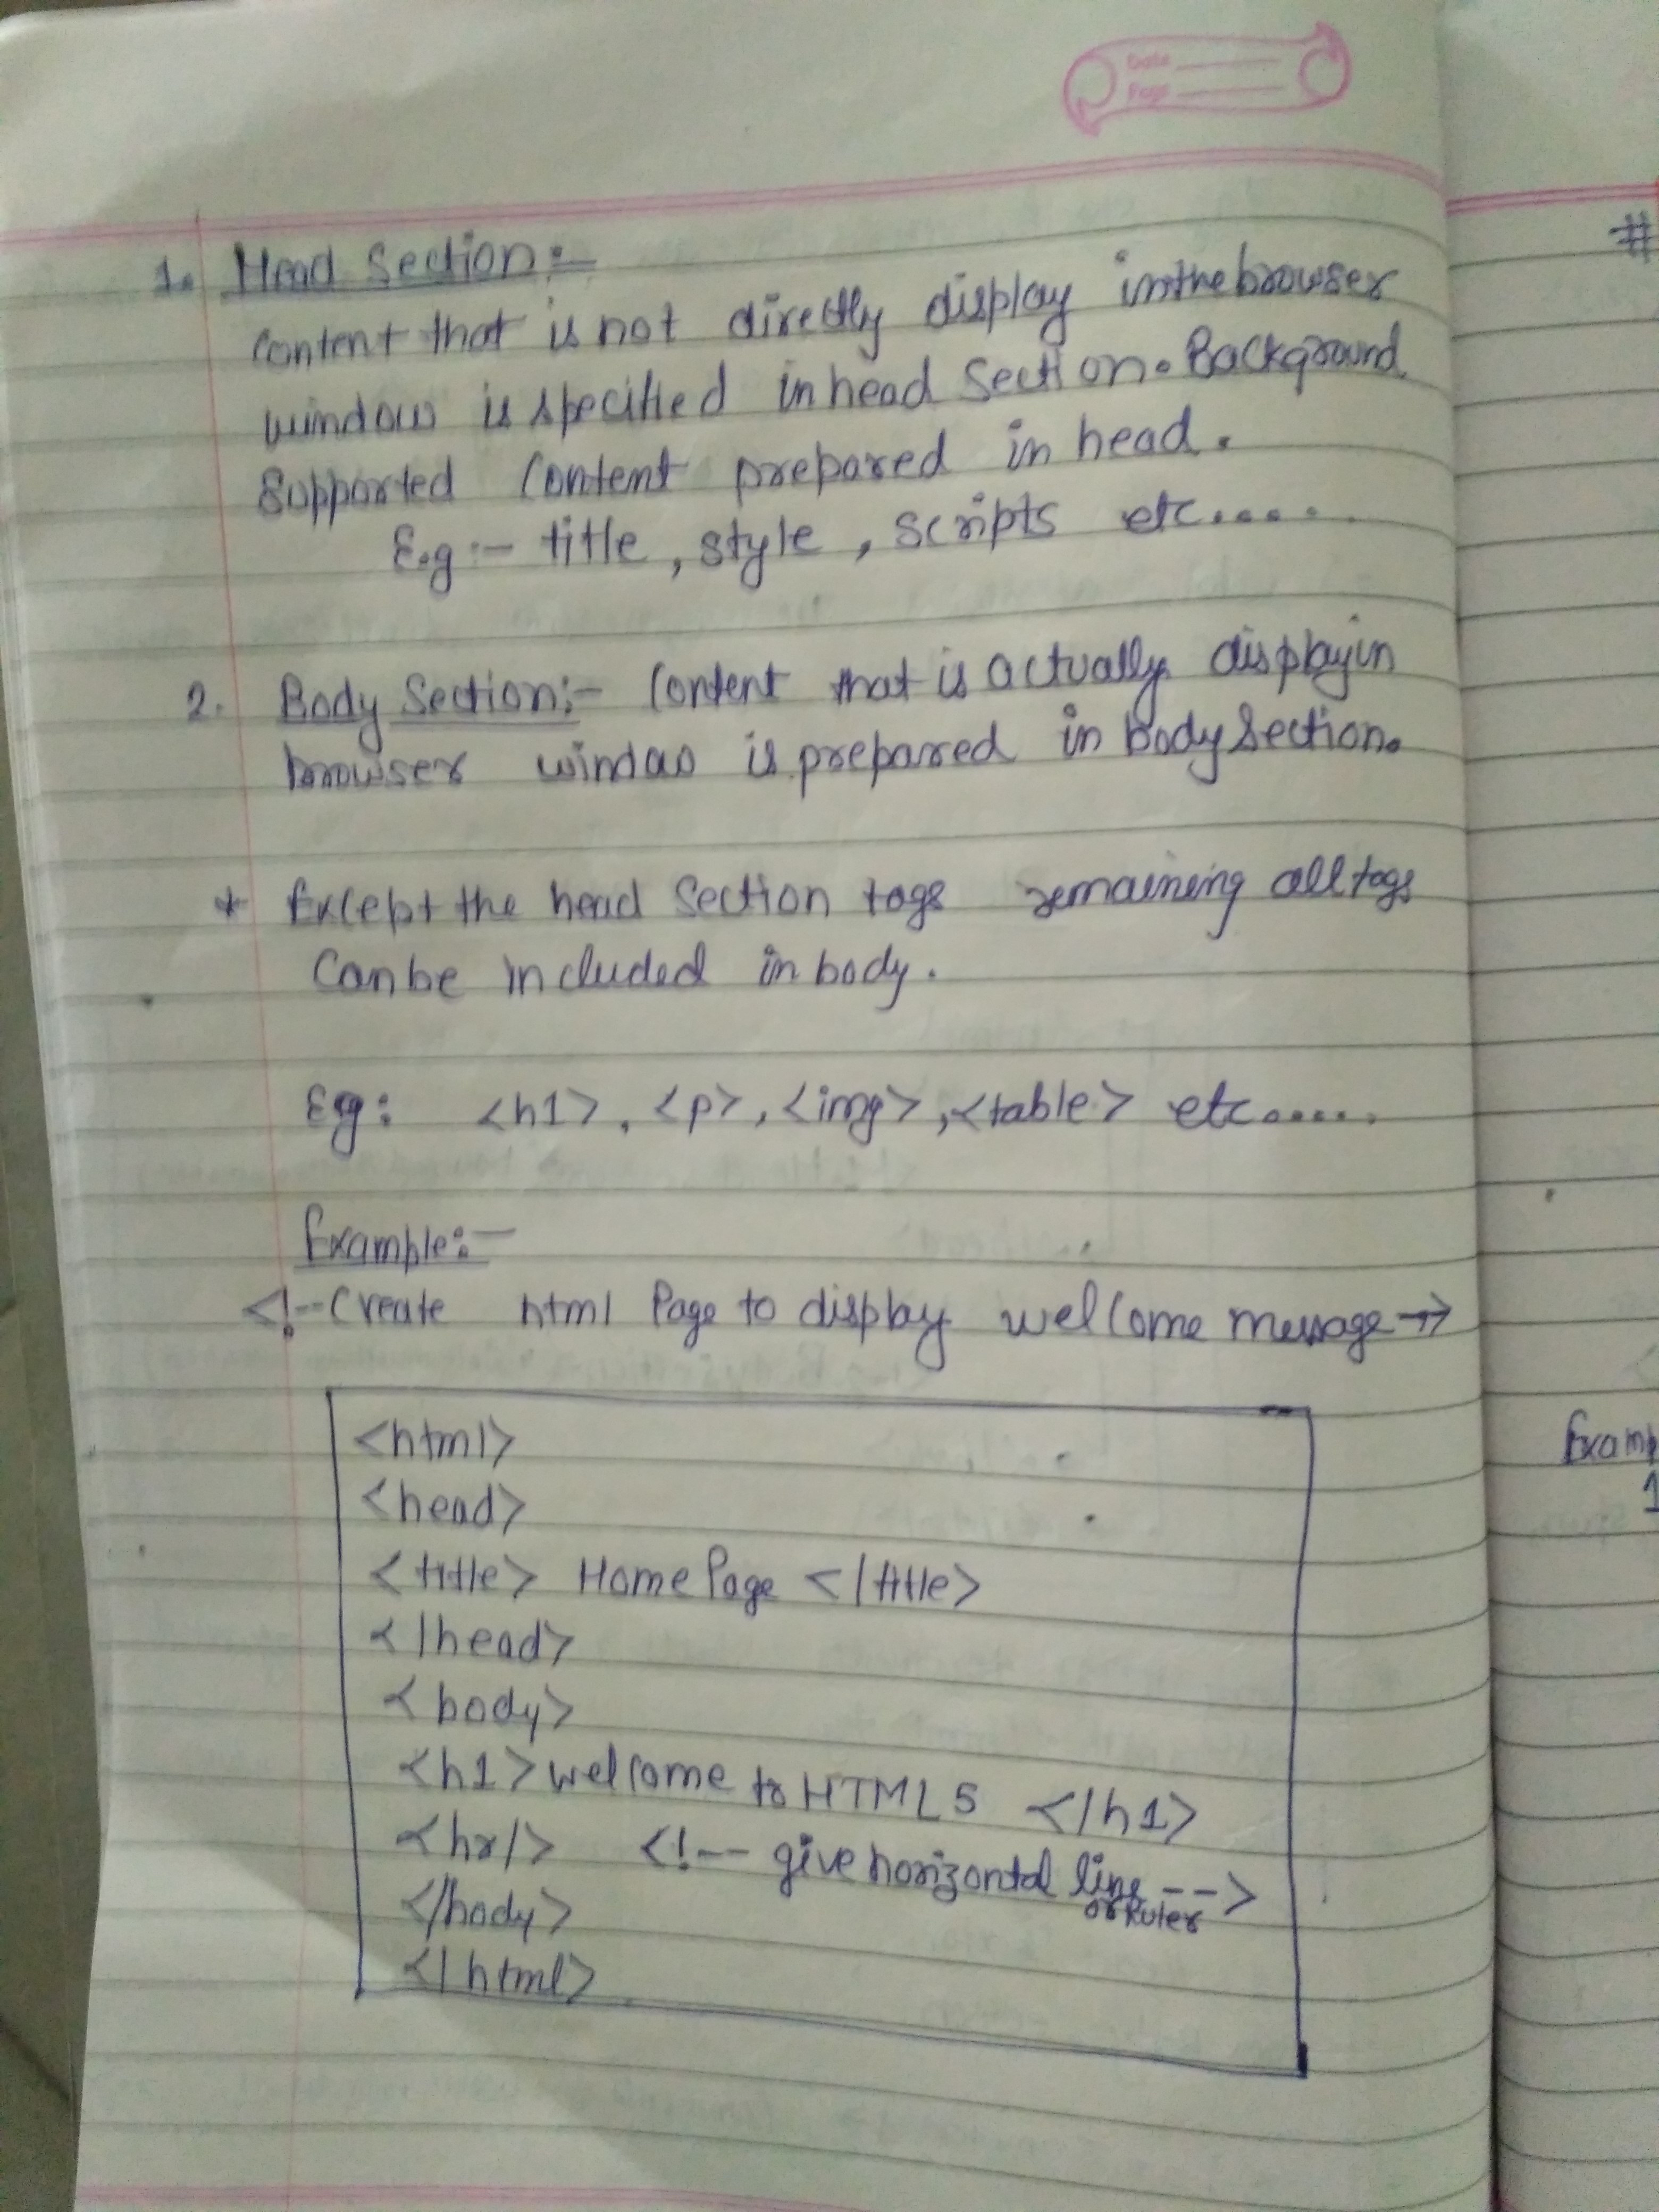 Date
Page
1. Head Section:-
Content that is not directly display in the browser
window is specified in head Section. Background
Supported Content prepared in head.
E.g :- title, style, scripts etc.....
2. Body Section:- Content that is actually display in
browser window is prepared in body Section.
* Except the head Section tags remaining all tags
Can be included in body.
Eg: <h1>, <p>, <img>, <table> etc.....
Example:-
<!--Create html Page to display welcome message-->
<html>
<head>
<title> Home Page </title>
</head>
<body>
<h1>welcome to HTML5 </h1>
<hr/> <!-- give horizontal line -->
or Ruler
</body>
</html>
#
Examp
1